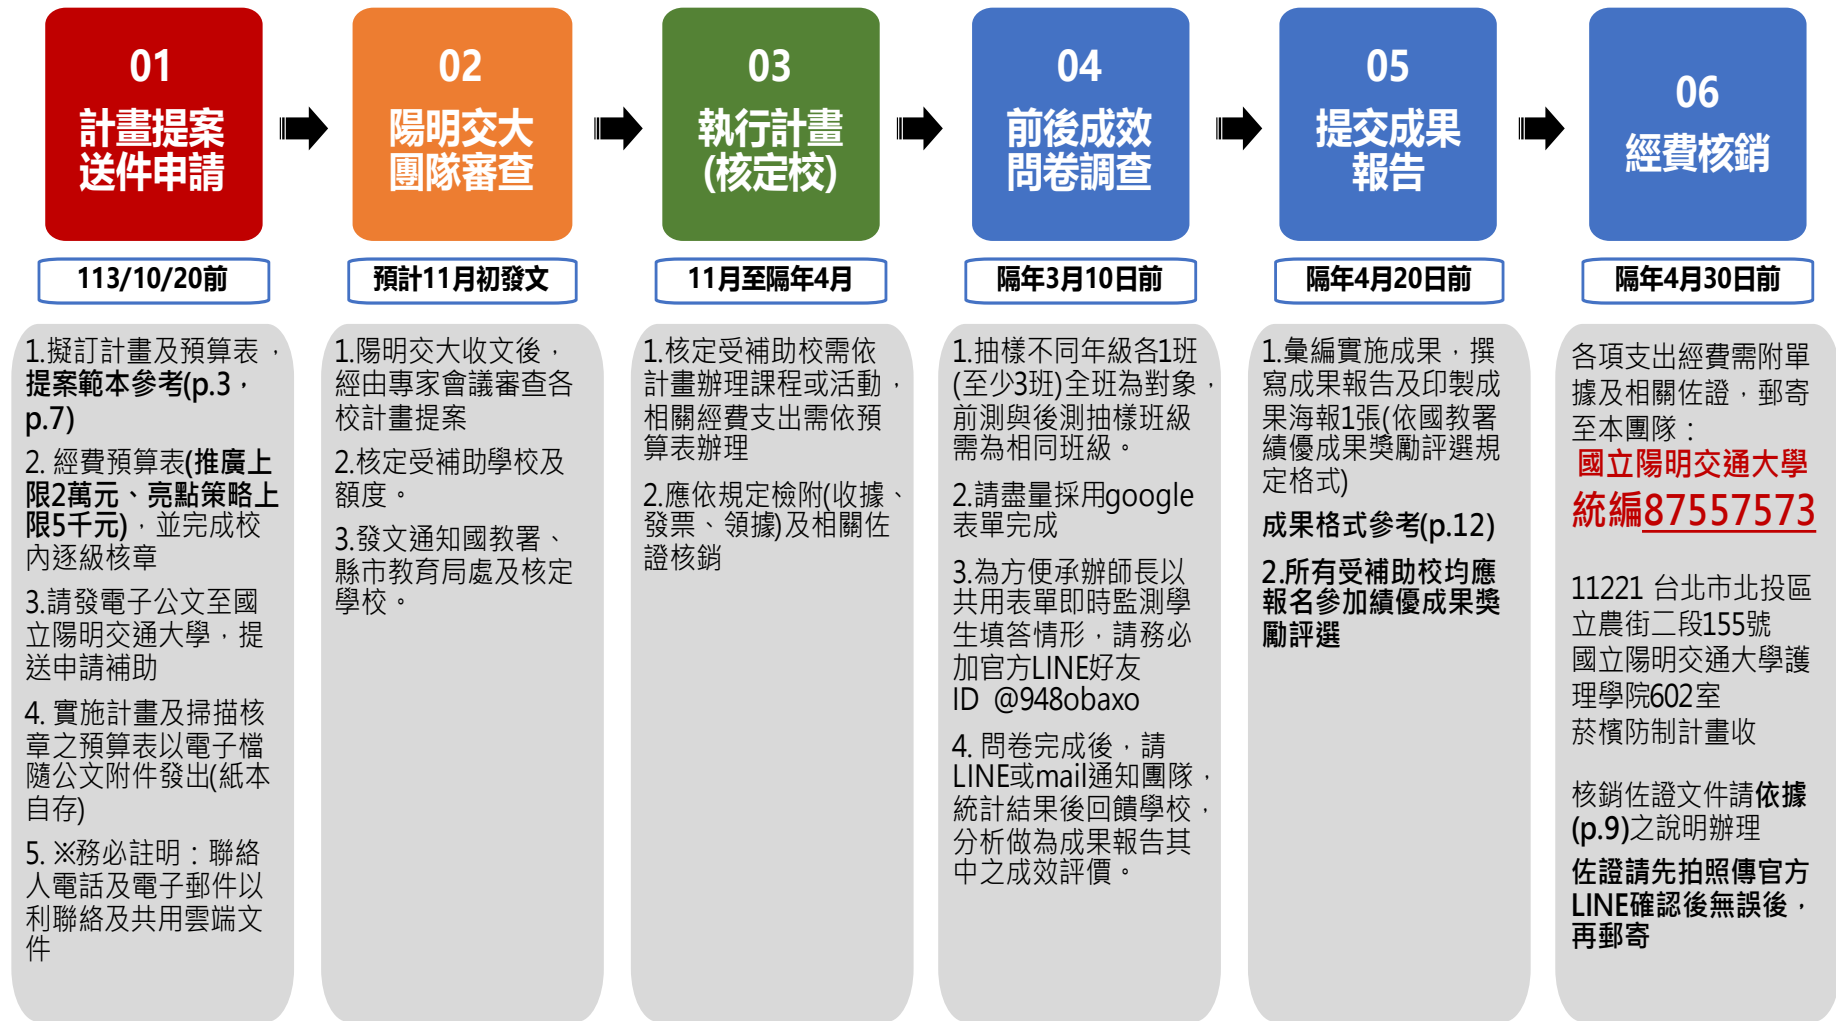 01
計畫提案
送件申請
113/10/20前
1.擬訂計畫及預算表，
提案範本參考(p.3，
p.7)
2. 經費預算表(推廣上
限2萬元、亮點策略上
限5千元)，並完成校
內逐級核章
3.請發電子公文至國
立陽明交通大學，提
送申請補助
4. 實施計畫及掃描核
章之預算表以電子檔
隨公文附件發出(紙本
自存)
5. ※務必註明：聯絡
人電話及電子郵件以
利聯絡及共用雲端文
件
02
陽明交大
團隊審查
預計11月初發文
1.陽明交大收文後，
經由專家會議審查各
校計畫提案
2.核定受補助學校及
額度。
3.發文通知國教署、
縣市教育局處及核定
學校。
03
執行計畫
(核定校)
11月至隔年4月
1.核定受補助校需依
計畫辦理課程或活動，
相關經費支出需依預
算表辦理
2.應依規定檢附(收據、
發票、領據)及相關佐
證核銷
04
前後成效
問卷調查
隔年3月10日前
1.抽樣不同年級各1班
(至少3班)全班為對象，
前測與後測抽樣班級
需為相同班級。
2.請盡量採用google
表單完成
3.為方便承辦師長以
共用表單即時監測學
生填答情形，請務必
加官方LINE好友
ID @948obaxo
4. 問卷完成後，請
LINE或mail通知團隊，
統計結果後回饋學校，
分析做為成果報告其
中之成效評價。
05
提交成果
報告
隔年4月20日前
1.彙編實施成果，撰
寫成果報告及印製成
果海報1張(依國教署
績優成果獎勵評選規
定格式)
成果格式參考(p.12)
2.所有受補助校均應
報名參加績優成果獎
勵評選
06
經費核銷
隔年4月30日前
各項支出經費需附單
據及相關佐證，郵寄
至本團隊：
國立陽明交通大學
統編87557573
11221 台北市北投區
立農街二段155號
國立陽明交通大學護
理學院602室
菸檳防制計畫收
核銷佐證文件請依據
(p.9)之說明辦理
佐證請先拍照傳官方
LINE確認後無誤後，
再郵寄